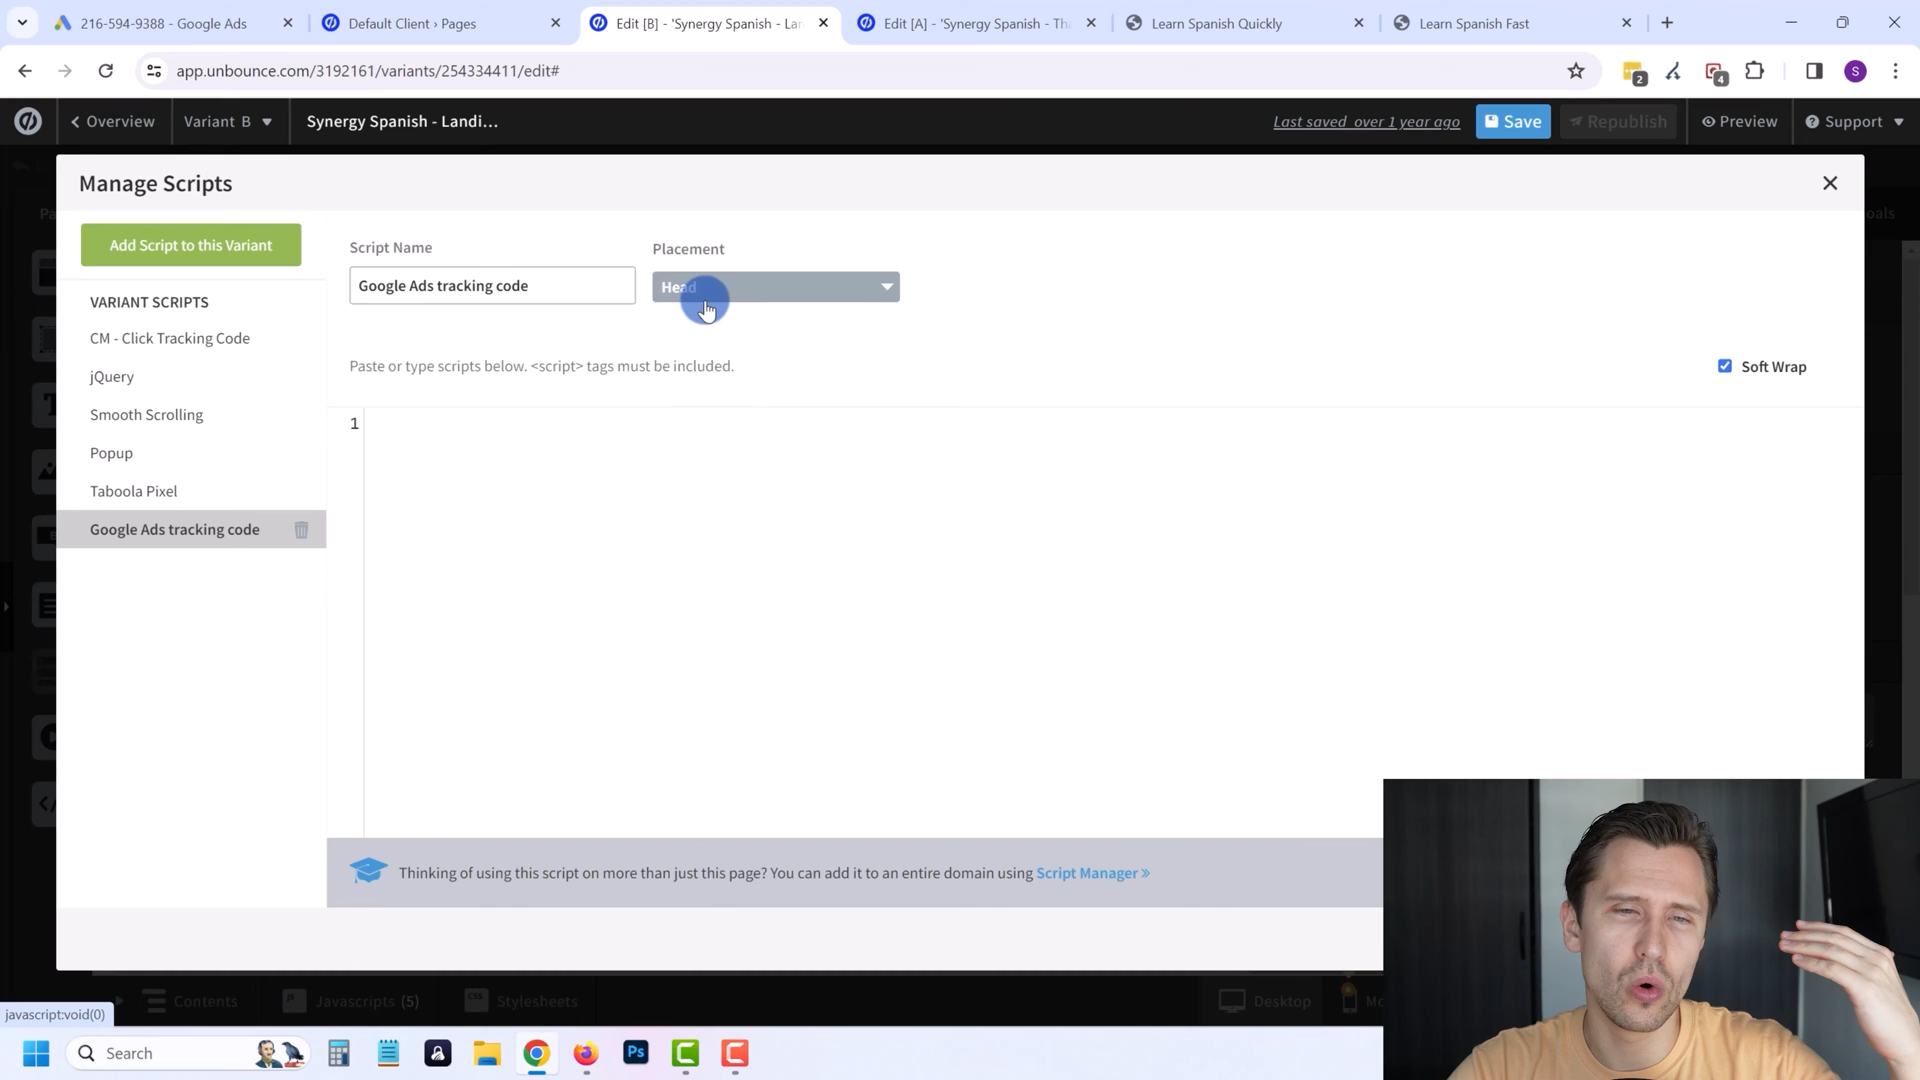 216-594-9388 - Google Ads
Default Client › Pages
Edit [B] - 'Synergy Spanish - Lan
Edit [A] - 'Synergy Spanish - Tha
Learn Spanish Quickly
Learn Spanish Fast
app.unbounce.com/3192161/variants/254334411/edit#
2
4
S
Overview
Variant B
Synergy Spanish - Landi...
Last saved over 1 year ago
Save
Republish
Preview
Support
Manage Scripts
Add Script to this Variant
Script Name
Placement
Google Ads tracking code
Head
VARIANT SCRIPTS
CM - Click Tracking Code
jQuery
Smooth Scrolling
Popup
Taboola Pixel
Google Ads tracking code
Paste or type scripts below. <script> tags must be included.
Soft Wrap
1
Thinking of using this script on more than just this page? You can add it to an entire domain using Script Manager »
Contents
Javascripts (5)
CSS
Stylesheets
Desktop
javascript:void(0)
Search
Ps